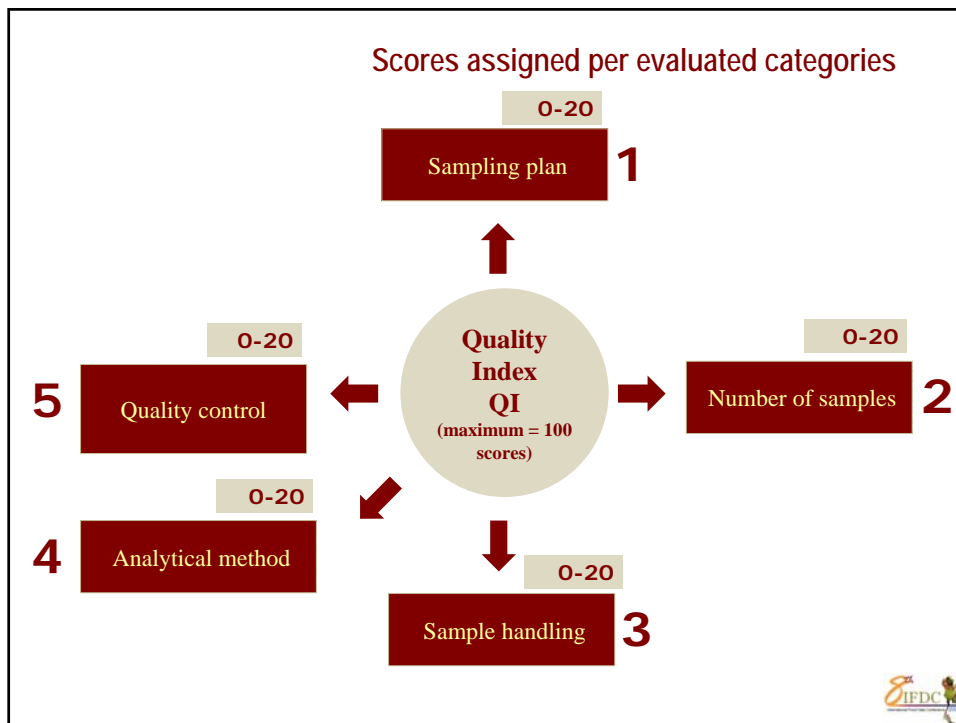 Scores assigned per evaluated categories
0-20
Sampling plan
1
0-20
Number of samples
2
0-20
Sample handling
3
0-20
Analytical method
4
0-20
Quality control
5
Quality
Index
QI
(maximum = 100
scores)
8TH
IFDC